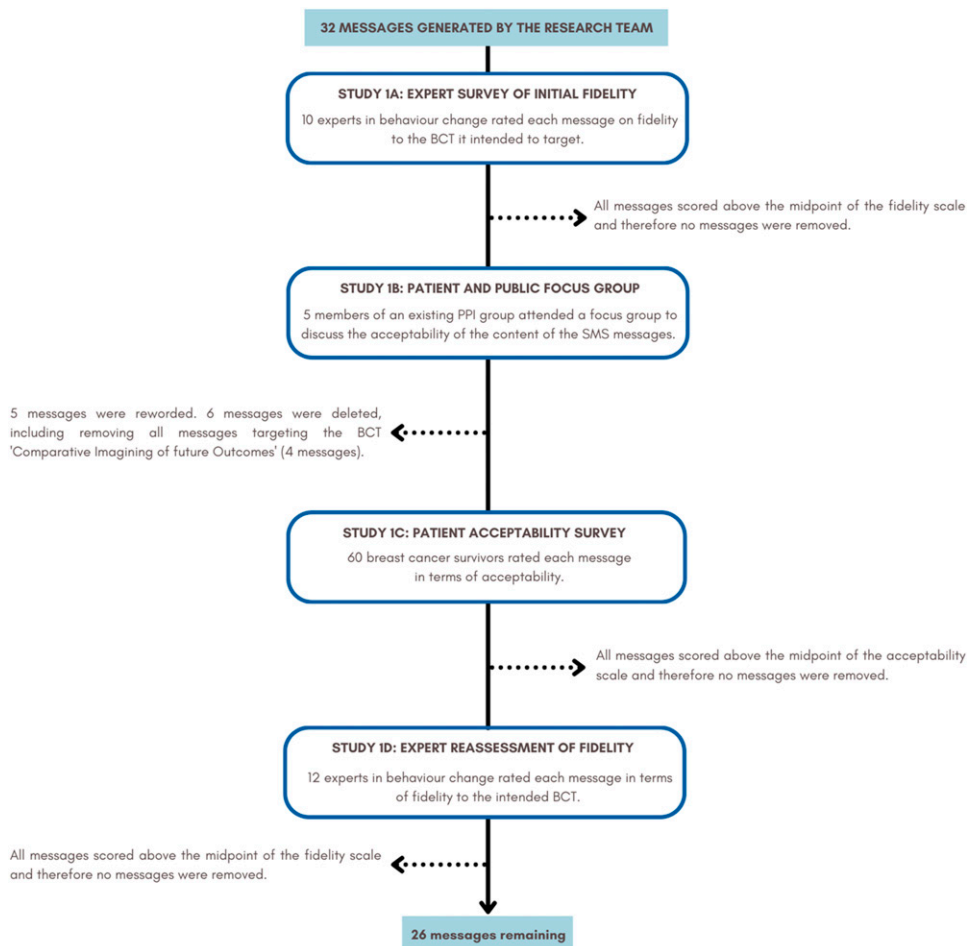 32 MESSAGES GENERATED BY THE RESEARCH TEAM
STUDY 1A: EXPERT SURVEY OF INITIAL FIDELITY
10 experts in behaviour change rated each message on fidelity
to the BCT it intended to target.
All messages scored above the midpoint of the fidelity scale
and therefore no messages were removed.
STUDY 1B: PATIENT AND PUBLIC FOCUS GROUP
5 members of an existing PPI group attended a focus group to
discuss the acceptability of the content of the SMS messages.
5 messages were reworded. 6 messages were deleted,
including removing all messages targeting the BCT
'Comparative Imagining of future Outcomes' (4 messages).
STUDY 1C: PATIENT ACCEPTABILITY SURVEY
60 breast cancer survivors rated each message
in terms of acceptability.
All messages scored above the midpoint of the acceptability
scale and therefore no messages were removed.
STUDY 1D: EXPERT REASSESSMENT OF FIDELITY
12 experts in behaviour change rated each message in terms
of fidelity to the intended BCT.
All messages scored above the midpoint of the fidelity scale
and therefore no messages were removed.
26 messages remaining